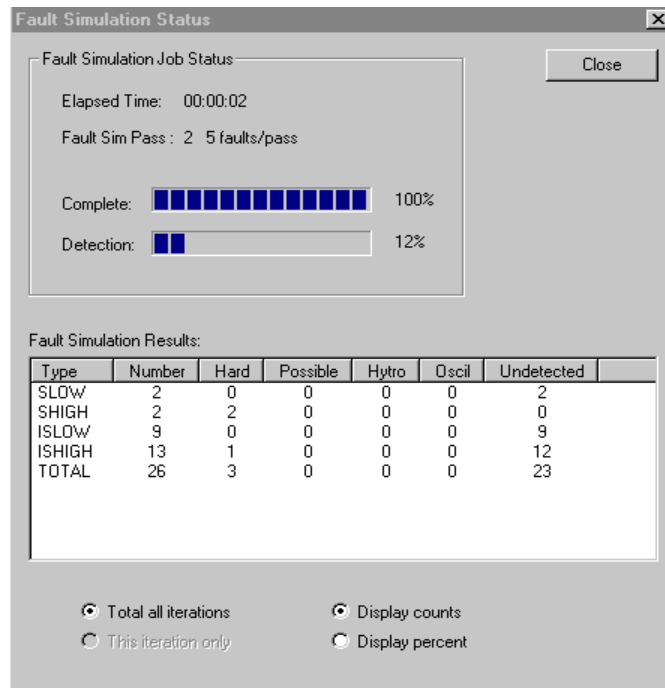 Fault Simulation Status
Fault Simulation Job Status
Close
Elapsed Time: 00:00:02
Fault Sim Pass : 2 5 faults/pass
Complete: 100%
Detection: 12%
Fault Simulation Results:
Type Number Hard Possible Hytro Oscil Undetected
SLOW 2 0 0 0 0 2
SHIGH 2 2 0 0 0 0
ISLOW 9 0 0 0 0 9
ISHIGH 13 1 0 0 0 12
TOTAL 26 3 0 0 0 23
Total all iterations Display counts
This iteration only Display percent